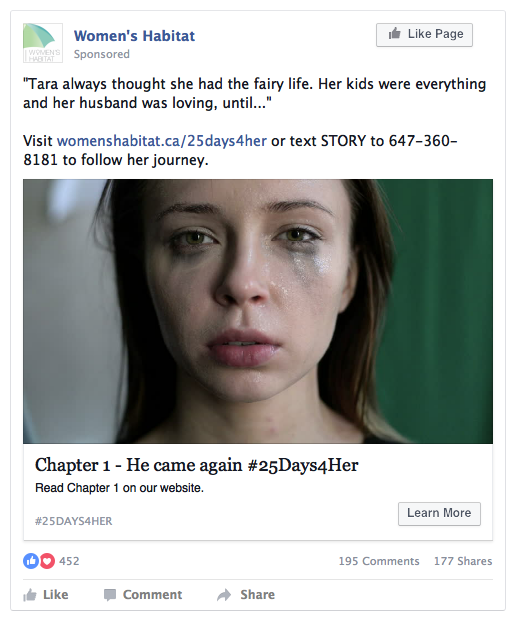 Women's Habitat
Like Page
Sponsored
WOMEN'S
HABITAT
"Tara always thought she had the fairy life. Her kids were everything
and her husband was loving, until..."
Visit womenshabitat.ca/25days4her or text STORY to 647-360-
8181 to follow her journey.
Chapter 1 - He came again #25Days4Her
Read Chapter 1 on our website.
Learn More
#25DAYS4HER
452
195 Comments 177 Shares
Like Comment Share